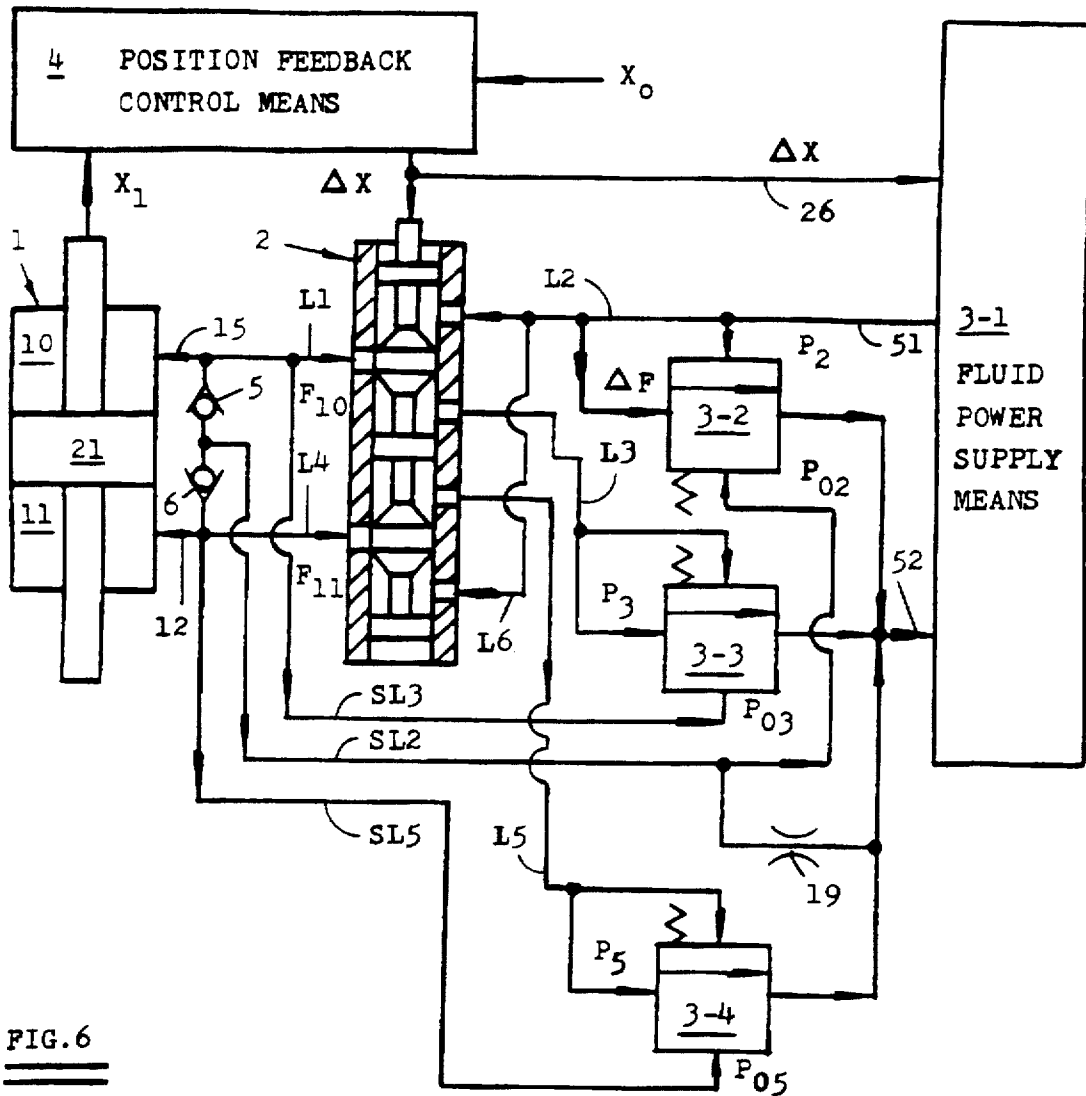 4 POSITION FEEDBACK
CONTROL MEANS
X0
X1
ΔX
ΔX
26
1
2
10
15
L1
L2
51
3-1
FLUID
POWER
SUPPLY
MEANS
P2
5
F10
ΔF
3-2
21
L4
L3
P02
6
11
F11
52
12
L6
P3
3-3
SL3
P03
SL2
SL5
L5
19
P5
3-4
P05
FIG.6